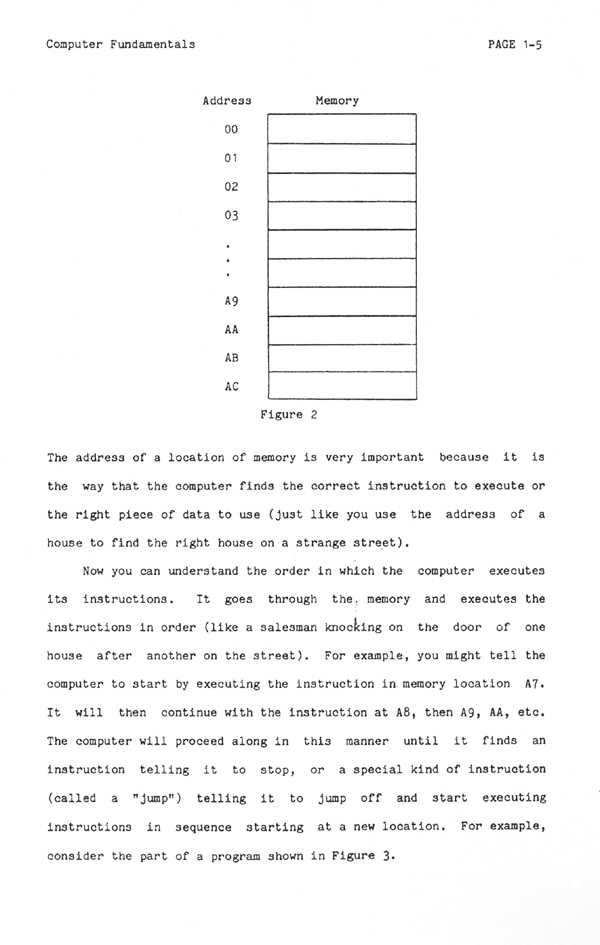 Computer Fundamentals PAGE 1-5
Address Memory
00
01
02
03
.
.
.
A9
AA
AB
AC
Figure 2
The address of a location of memory is very important because it is
the way that the computer finds the correct instruction to execute or
the right piece of data to use (just like you use the address of a
house to find the right house on a strange street).
Now you can understand the order in which the computer executes
its instructions. It goes through the memory and executes the
instructions in order (like a salesman knocking on the door of one
house after another on the street). For example, you might tell the
computer to start by executing the instruction in memory location A7.
It will then continue with the instruction at A8, then A9, AA, etc.
The computer will proceed along in this manner until it finds an
instruction telling it to stop, or a special kind of instruction
(called a "jump") telling it to jump off and start executing
instructions in sequence starting at a new location. For example,
consider the part of a program shown in Figure 3.